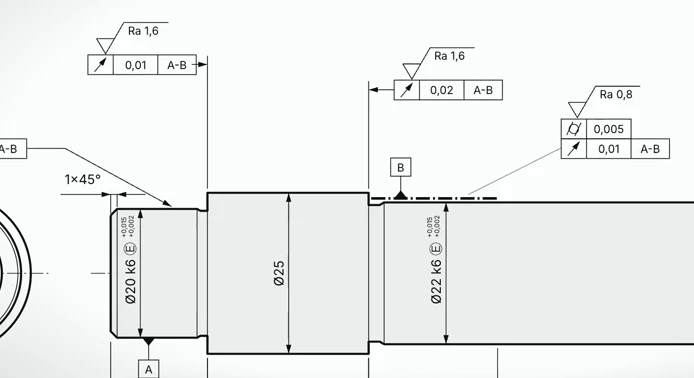 Ra 1,6
0,01 A-B
Ra 1,6
0,02 A-B
Ra 0,8
0,005
0,01 A-B
A-B
B
1×45°
Ø20 k6 Ⓔ +0,015 +0,002
Ø25
Ø22 k6 Ⓔ +0,015 +0,002
A